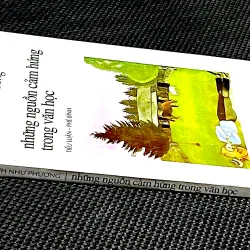 những nguồn cảm hứng
trong văn học
TIỂU LUẬN - PHÊ BÌNH
NHƯ PHƯƠNG | những nguồn cảm hứng trong văn học